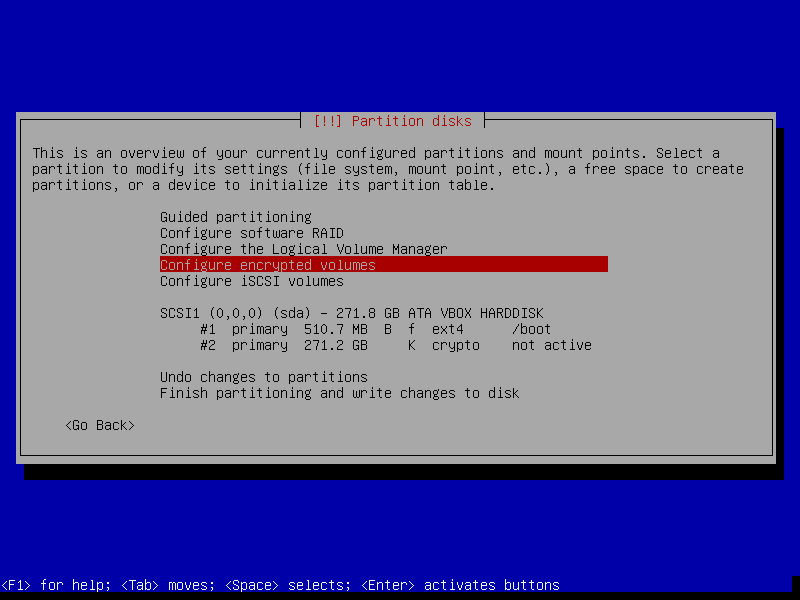 [!!] Partition disks
This is an overview of your currently configured partitions and mount points. Select a
partition to modify its settings (file system, mount point, etc.), a free space to create
partitions, or a device to initialize its partition table.
Guided partitioning
Configure software RAID
Configure the Logical Volume Manager
Configure encrypted volumes
Configure iSCSI volumes
SCSI1 (0,0,0) (sda) - 271.8 GB ATA VBOX HARDDISK
#1 primary 510.7 MB B f ext4 /boot
#2 primary 271.2 GB K crypto not active
Undo changes to partitions
Finish partitioning and write changes to disk
<Go Back>
<F1> for help; <Tab> moves; <Space> selects; <Enter> activates buttons